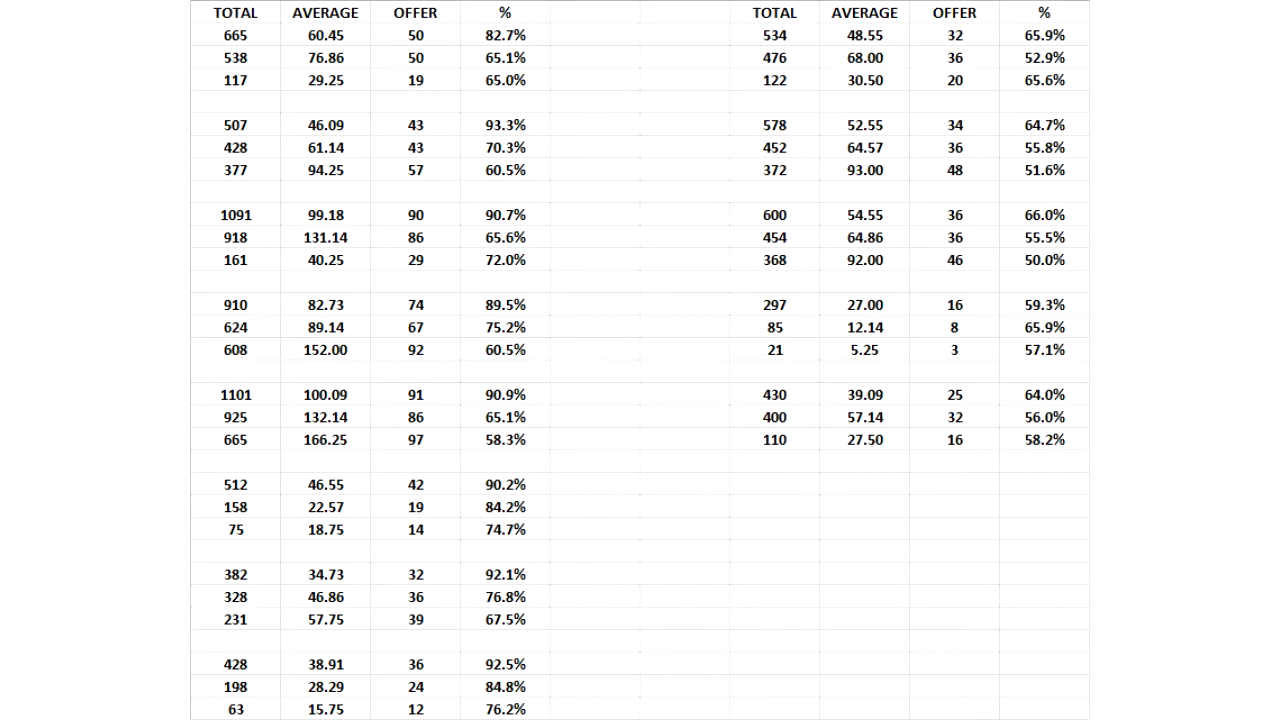 TOTAL AVERAGE OFFER % TOTAL AVERAGE OFFER %
665 60.45 50 82.7% 534 48.55 32 65.9%
538 76.86 50 65.1% 476 68.00 36 52.9%
117 29.25 19 65.0% 122 30.50 20 65.6%
507 46.09 43 93.3% 578 52.55 34 64.7%
428 61.14 43 70.3% 452 64.57 36 55.8%
377 94.25 57 60.5% 372 93.00 48 51.6%
1091 99.18 90 90.7% 600 54.55 36 66.0%
918 131.14 86 65.6% 454 64.86 36 55.5%
161 40.25 29 72.0% 368 92.00 46 50.0%
910 82.73 74 89.5% 297 27.00 16 59.3%
624 89.14 67 75.2% 85 12.14 8 65.9%
608 152.00 92 60.5% 21 5.25 3 57.1%
1101 100.09 91 90.9% 430 39.09 25 64.0%
925 132.14 86 65.1% 400 57.14 32 56.0%
665 166.25 97 58.3% 110 27.50 16 58.2%
512 46.55 42 90.2%
158 22.57 19 84.2%
75 18.75 14 74.7%
382 34.73 32 92.1%
328 46.86 36 76.8%
231 57.75 39 67.5%
428 38.91 36 92.5%
198 28.29 24 84.8%
63 15.75 12 76.2%